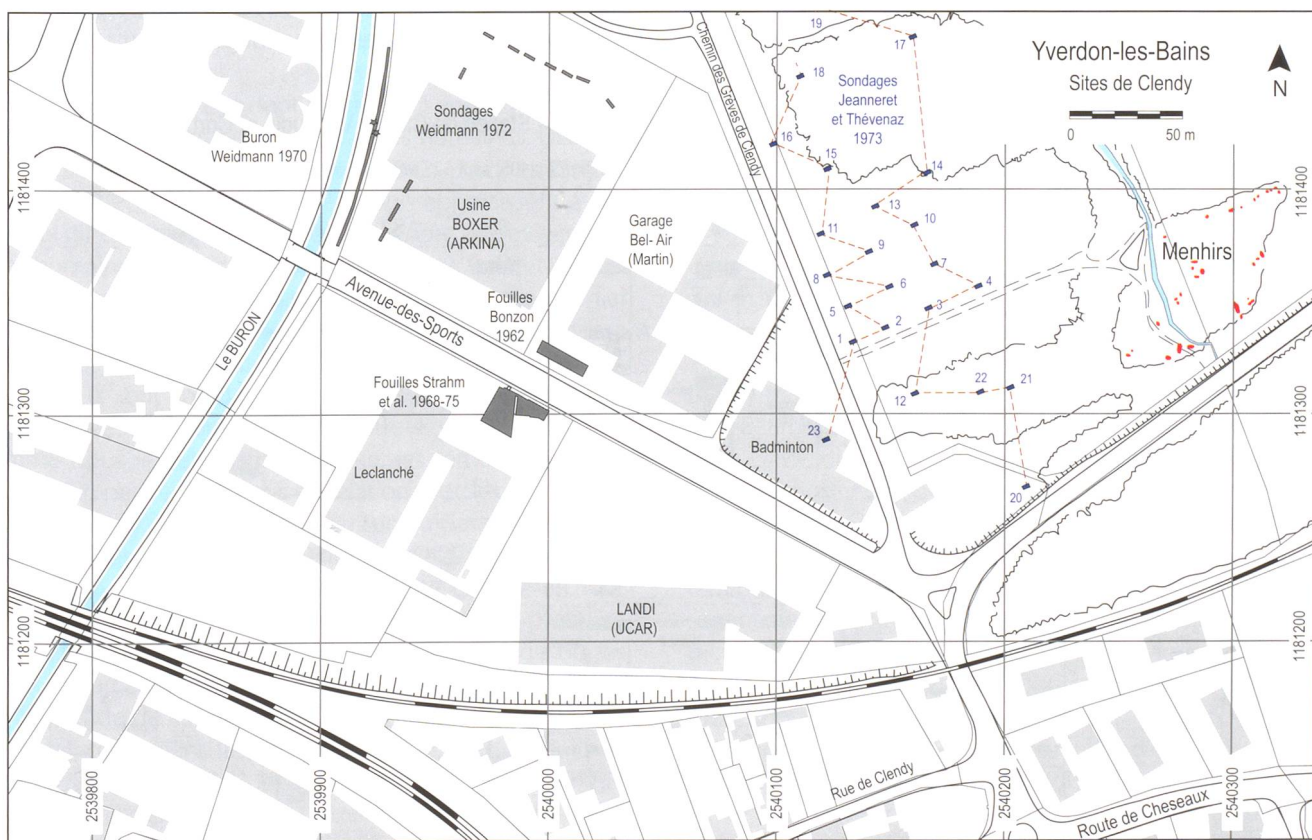 Yverdon-les-Bains
Sites de Clendy
N
0 50 m
19
17
18
Sondages
Jeanneret
et Thévenaz
1973
Chemin des Grèves de Clendy
Sondages
Weidmann 1972
Buron
Weidmann 1970
16
15
14
1181400
1181400
13
Usine
BOXER
(ARKINA)
Garage
Bel- Air
(Martin)
10
11
9
7
Menhirs
8
6
4
Avenue-des-Sports
Fouilles
Bonzon
1962
5
3
2
1
Le BURON
Fouilles Strahm
et al. 1968-75
22
21
12
1181300
1181300
23
Badminton
Leclanché
20
LANDI
(UCAR)
1181200
1181200
2539800
2539900
2540000
2540100
2540200
2540300
Rue de Clendy
Route de Cheseaux